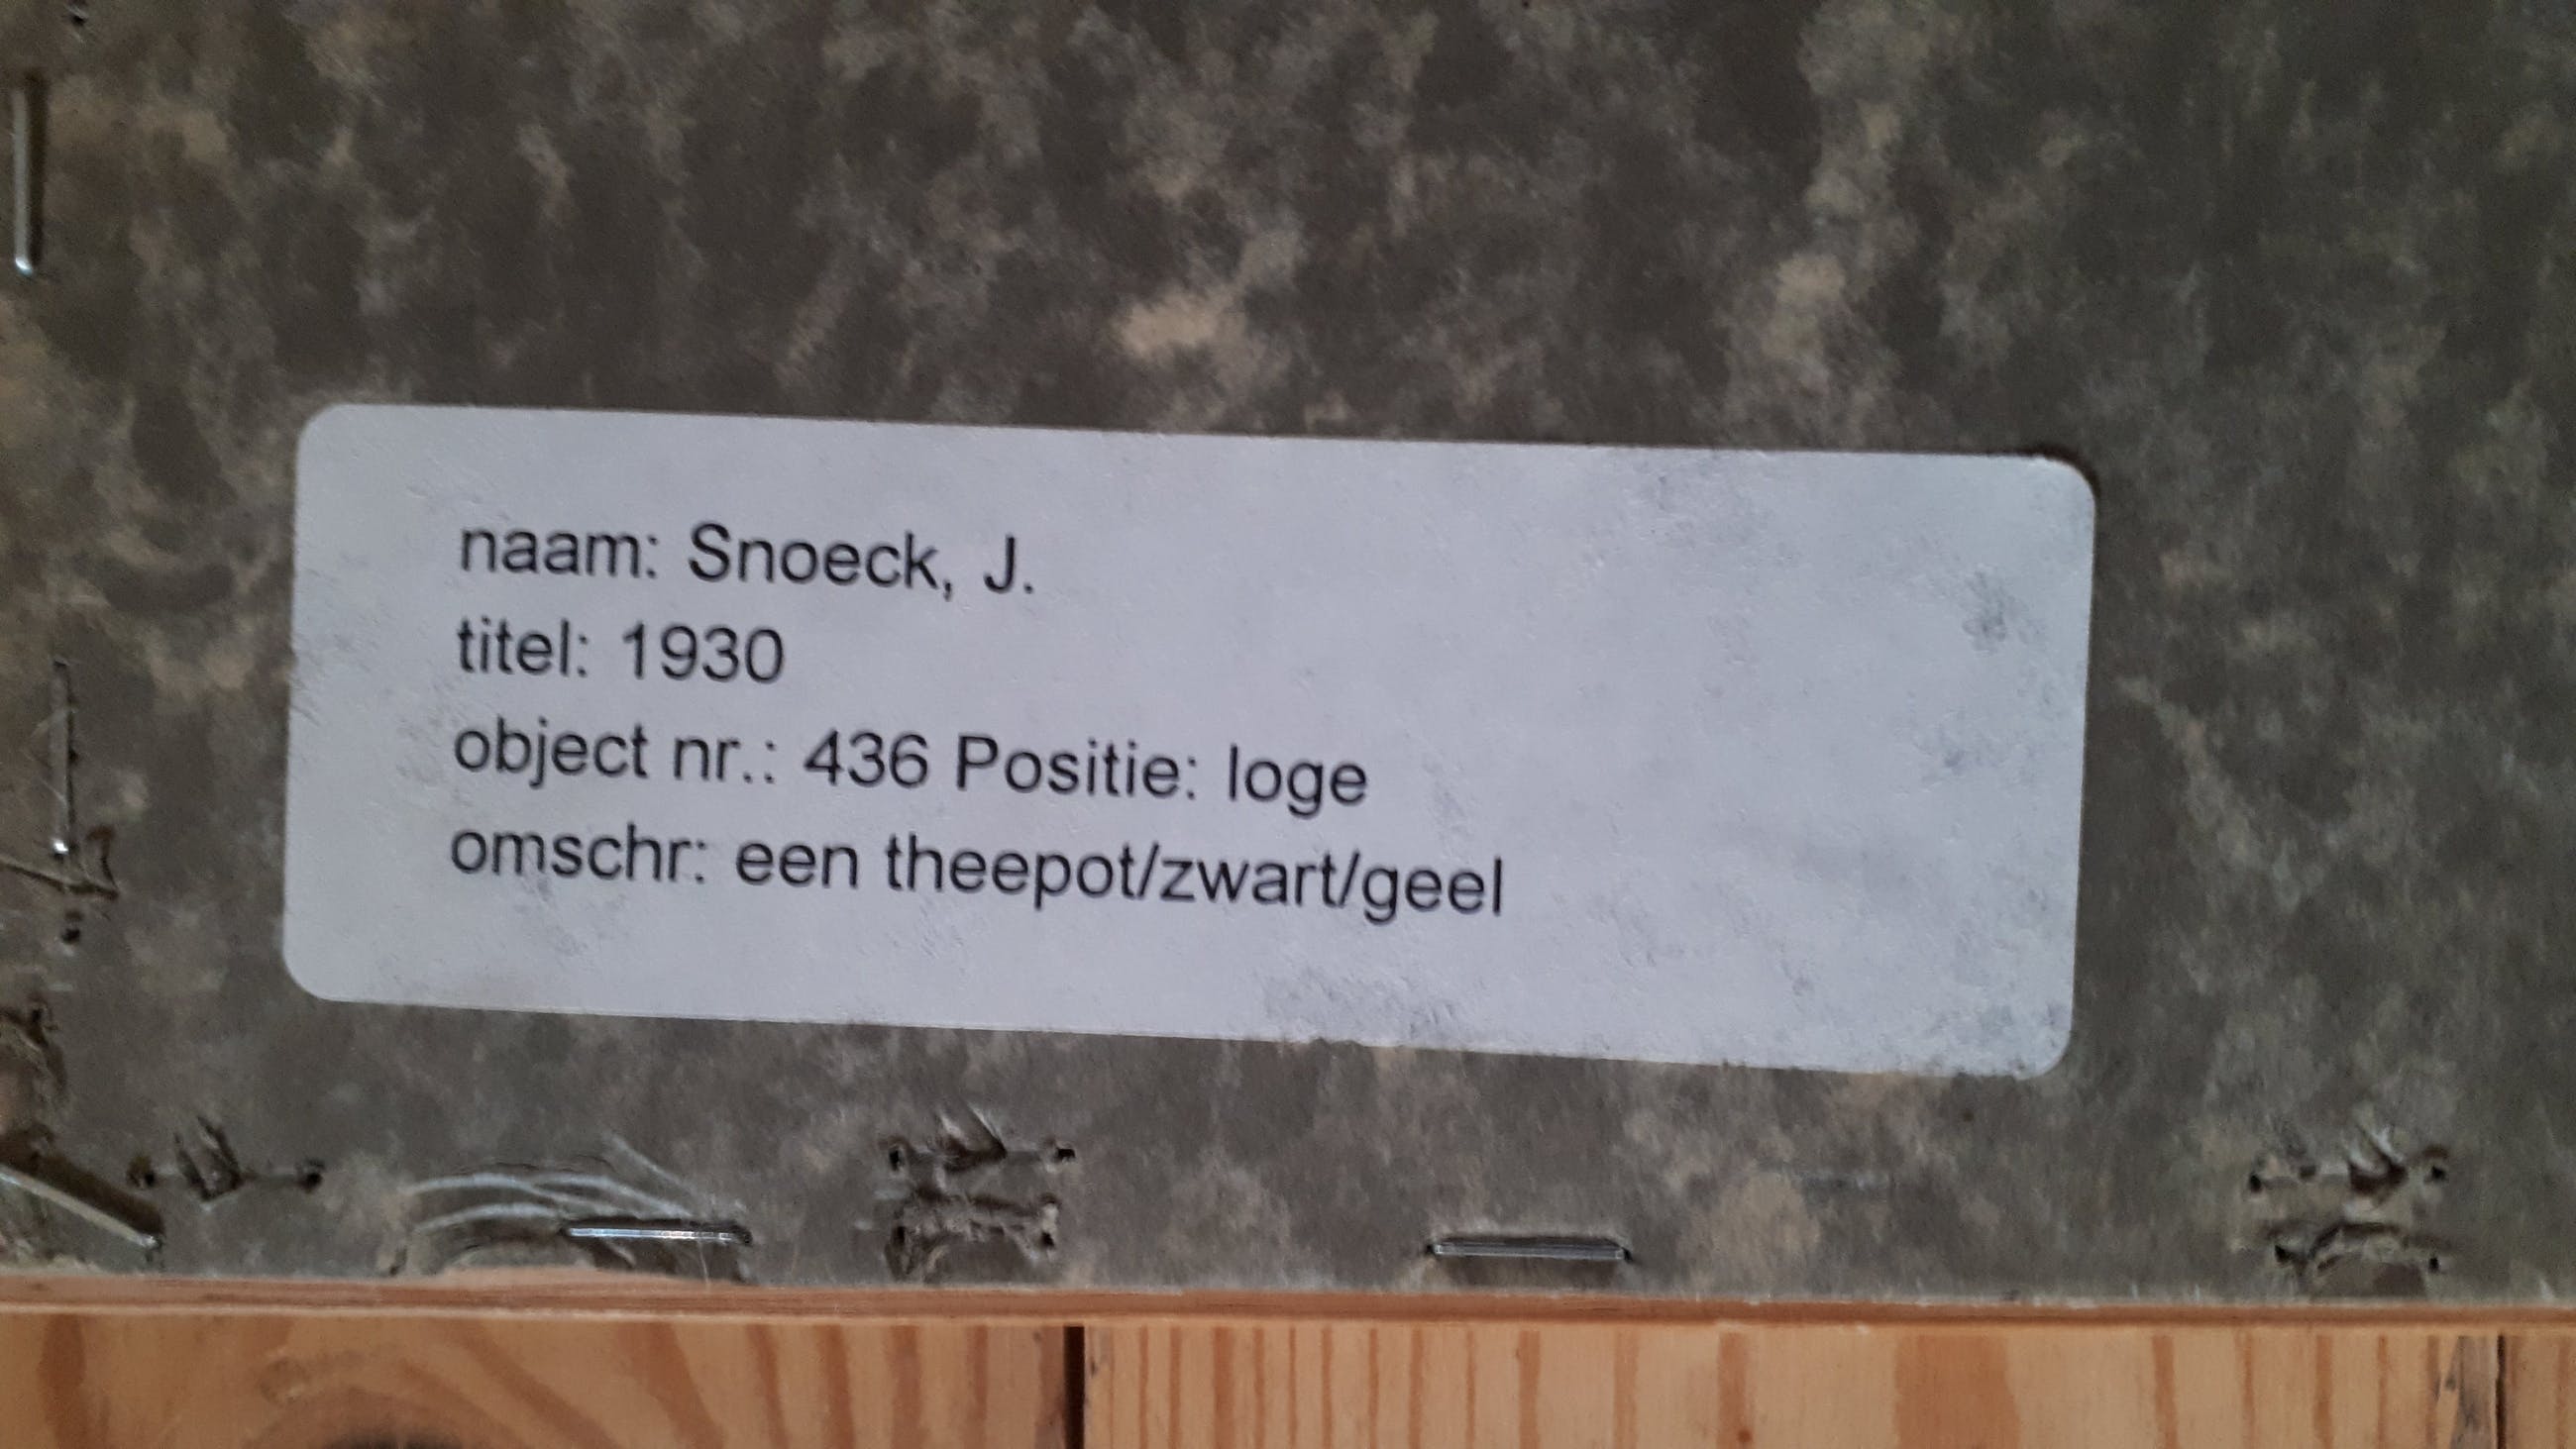 naam: Snoeck, J.
titel: 1930
object nr.: 436 Positie: loge
omschr: een theepot/zwart/geel